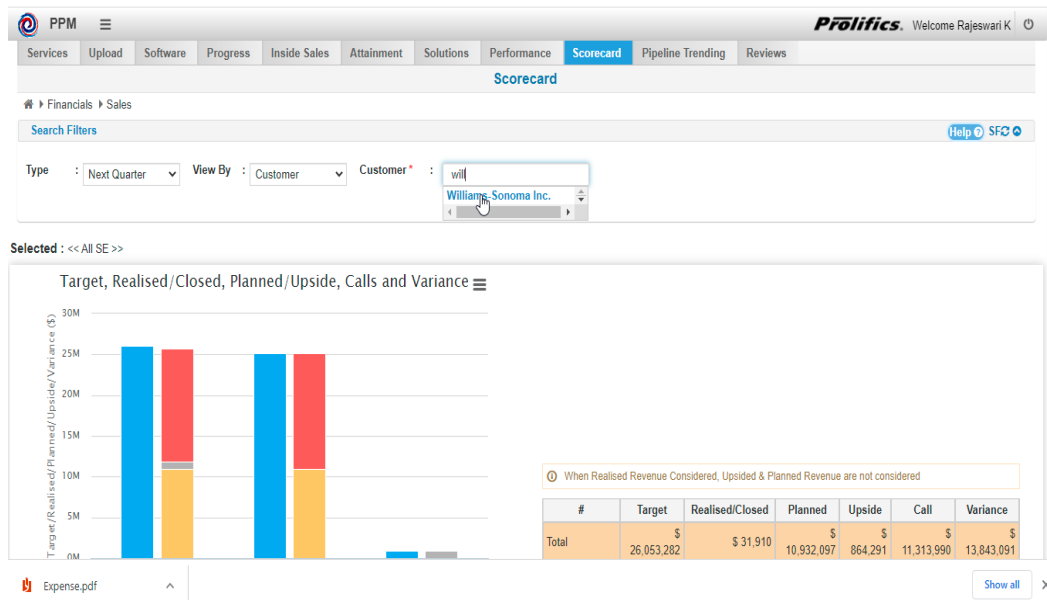 PPM Prolifics. Welcome Rajeswari K
Services Upload Software Progress Inside Sales Attainment Solutions Performance Scorecard Pipeline Trending Reviews
Scorecard
Financials Sales
Search Filters Help ? SF
Type : Next Quarter View By : Customer Customer * : will
Williams-Sonoma Inc.
Selected : << All SE >>
Target, Realised/Closed, Planned/Upside, Calls and Variance
Target/Realised/Planned/Upside/Variance ($)
30M
25M
20M
15M
10M
5M
0M
When Realised Revenue Considered, Upsided & Planned Revenue are not considered
# Target Realised/Closed Planned Upside Call Variance
Total $ 26,053,282 $ 31,910 $ 10,932,097 $ 864,291 $ 11,313,990 $ 13,843,091
Expense.pdf Show all